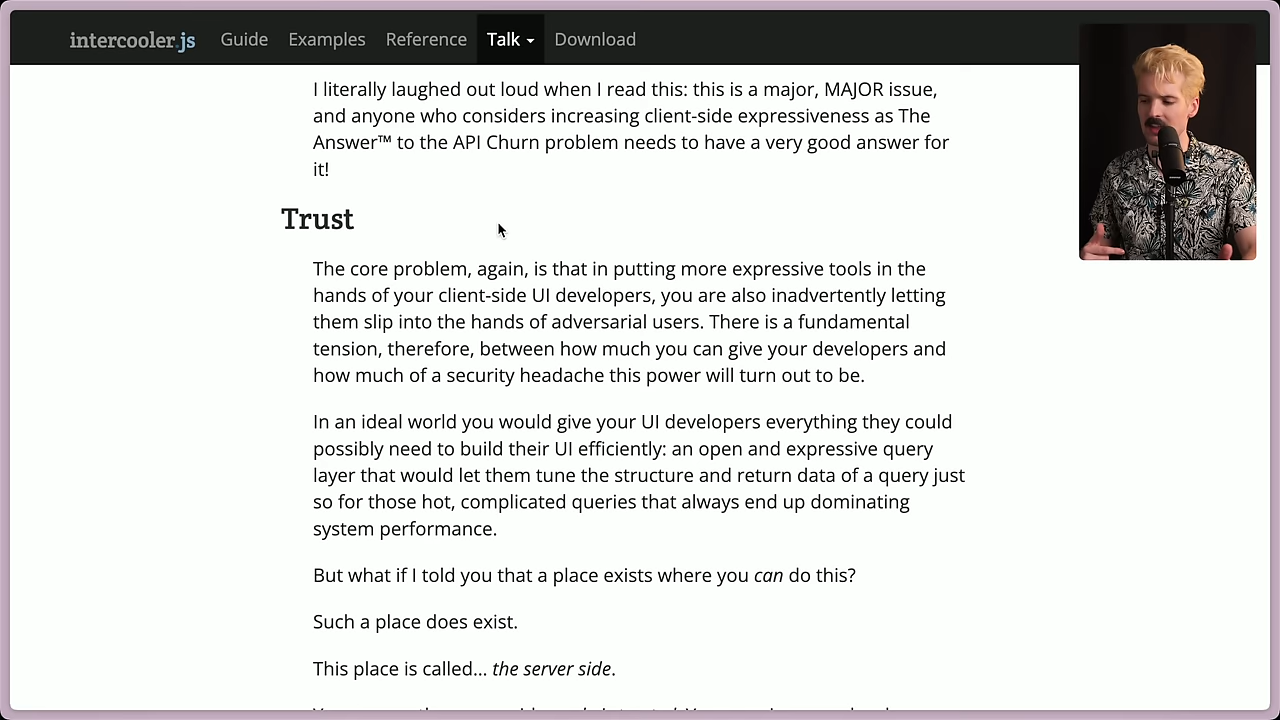 intercooler.js Guide Examples Reference Talk Download
I literally laughed out loud when I read this: this is a major, MAJOR issue,
and anyone who considers increasing client-side expressiveness as The
Answer™ to the API Churn problem needs to have a very good answer for
it!
Trust
The core problem, again, is that in putting more expressive tools in the
hands of your client-side UI developers, you are also inadvertently letting
them slip into the hands of adversarial users. There is a fundamental
tension, therefore, between how much you can give your developers and
how much of a security headache this power will turn out to be.
In an ideal world you would give your UI developers everything they could
possibly need to build their UI efficiently: an open and expressive query
layer that would let them tune the structure and return data of a query just
so for those hot, complicated queries that always end up dominating
system performance.
But what if I told you that a place exists where you can do this?
Such a place does exist.
This place is called... the server side.